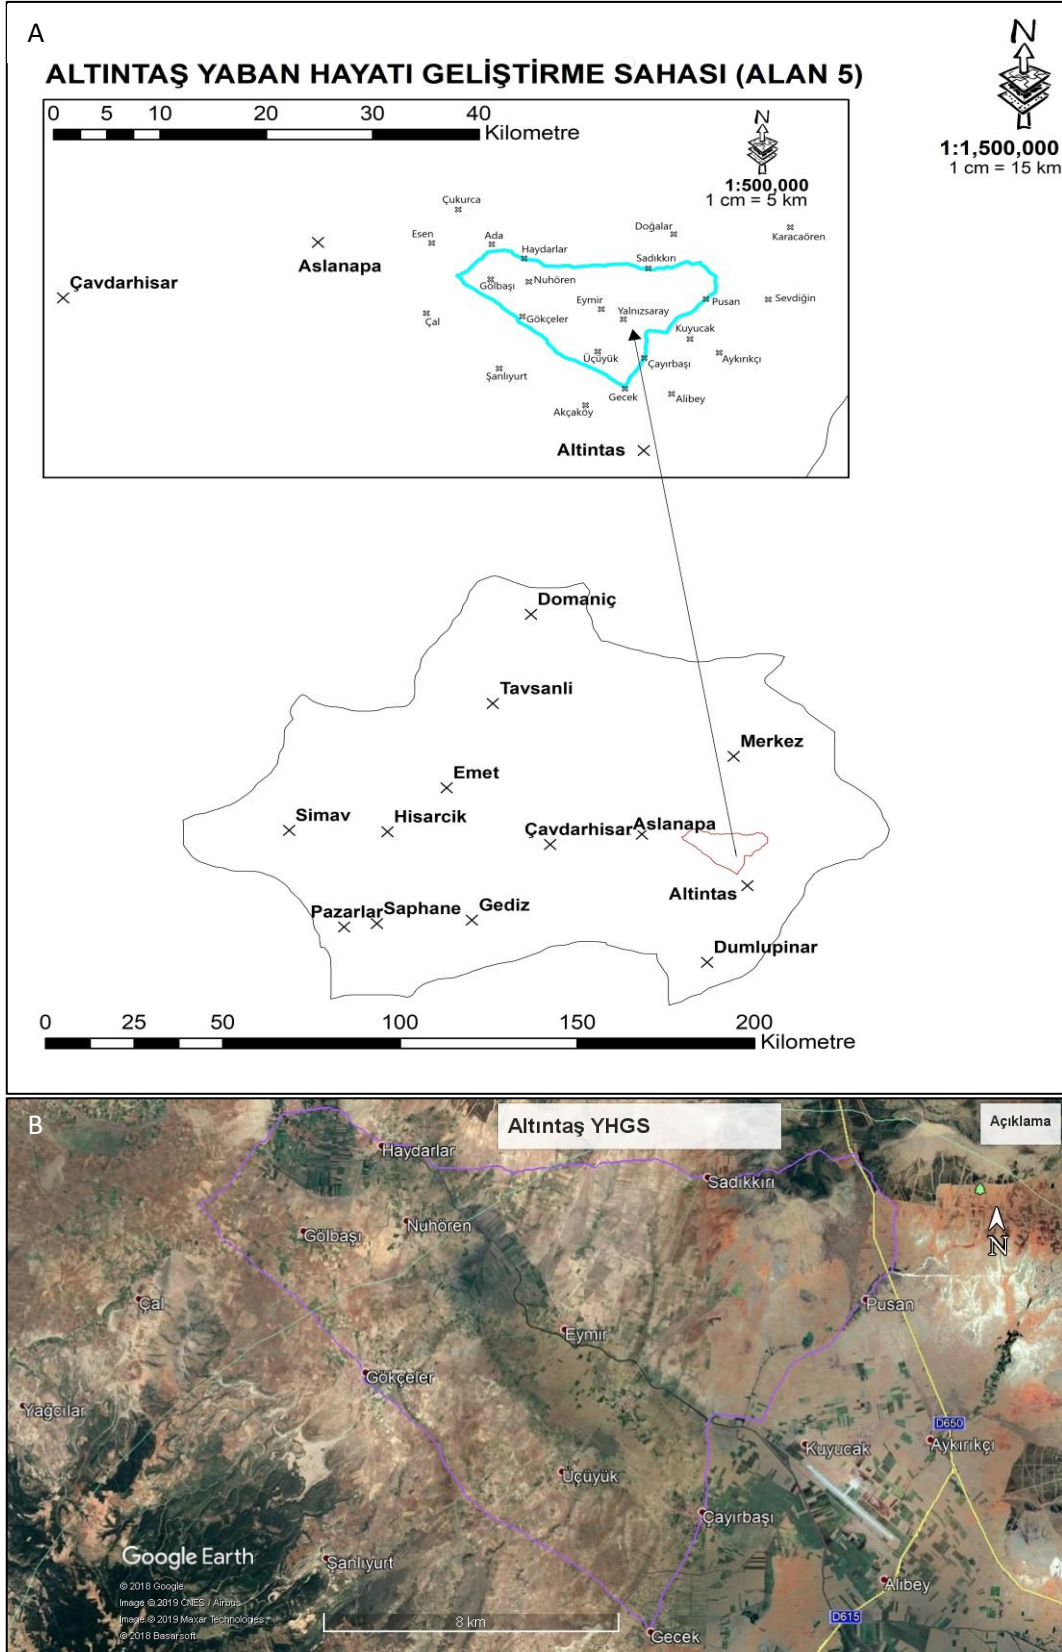 A
ALTINTAŞ YABAN HAYATI GELİŞTİRME SAHASI (ALAN 5)
N
1:1,500,000
1 cm = 15 km
0 5 10 20 30 40
Kilometre
N
1:500,000
1 cm = 5 km
Çukurca
Esen
Ada
Doğalar
Karacaören
Aslanapa
Haydarlar
Sadıkkırı
Çavdarhisar
Gölbaşı
Nuhören
Eymir
Yalnızsaray
Pusan
Sevdiğin
Çal
Gökçeler
Kuyucak
Üçüyük
Çayırbaşı
Aykırıkçı
Şanlıyurt
Gecek
Alibey
Akçaköy
Altintas
Domaniç
Tavsanli
Merkez
Emet
Simav
Hisarcik
Çavdarhisar
Aslanapa
Altintas
Pazarlar
Saphane
Gediz
Dumlupinar
0 25 50 100 150 200
Kilometre
B
Altıntaş YHGS
Açıklama
Haydarlar
Sadıkkırı
N
Gölbaşı
Nuhören
Çal
Pusan
Eymir
Gökçeler
Yağcılar
D650
Kuyucak
Aykırıkçı
Üçüyük
Çayırbaşı
Google Earth
Şanlıyurt
© 2018 Google
Image © 2019 CNES / Airbus
Image © 2019 Maxar Technologies
© 2018 Basarsoft
8 km
Alibey
D615
Gecek